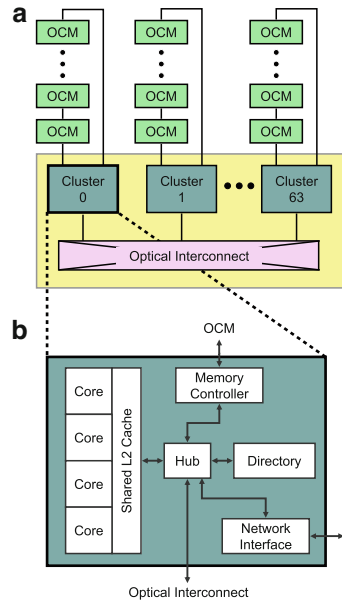 a
OCM OCM OCM
OCM OCM OCM
OCM OCM OCM
Cluster 0
Cluster 1
Cluster 63
Optical Interconnect
b
OCM
Memory
Controller
Core
Core
Core
Core
Shared L2 Cache
Hub
Directory
Network
Interface
Optical Interconnect